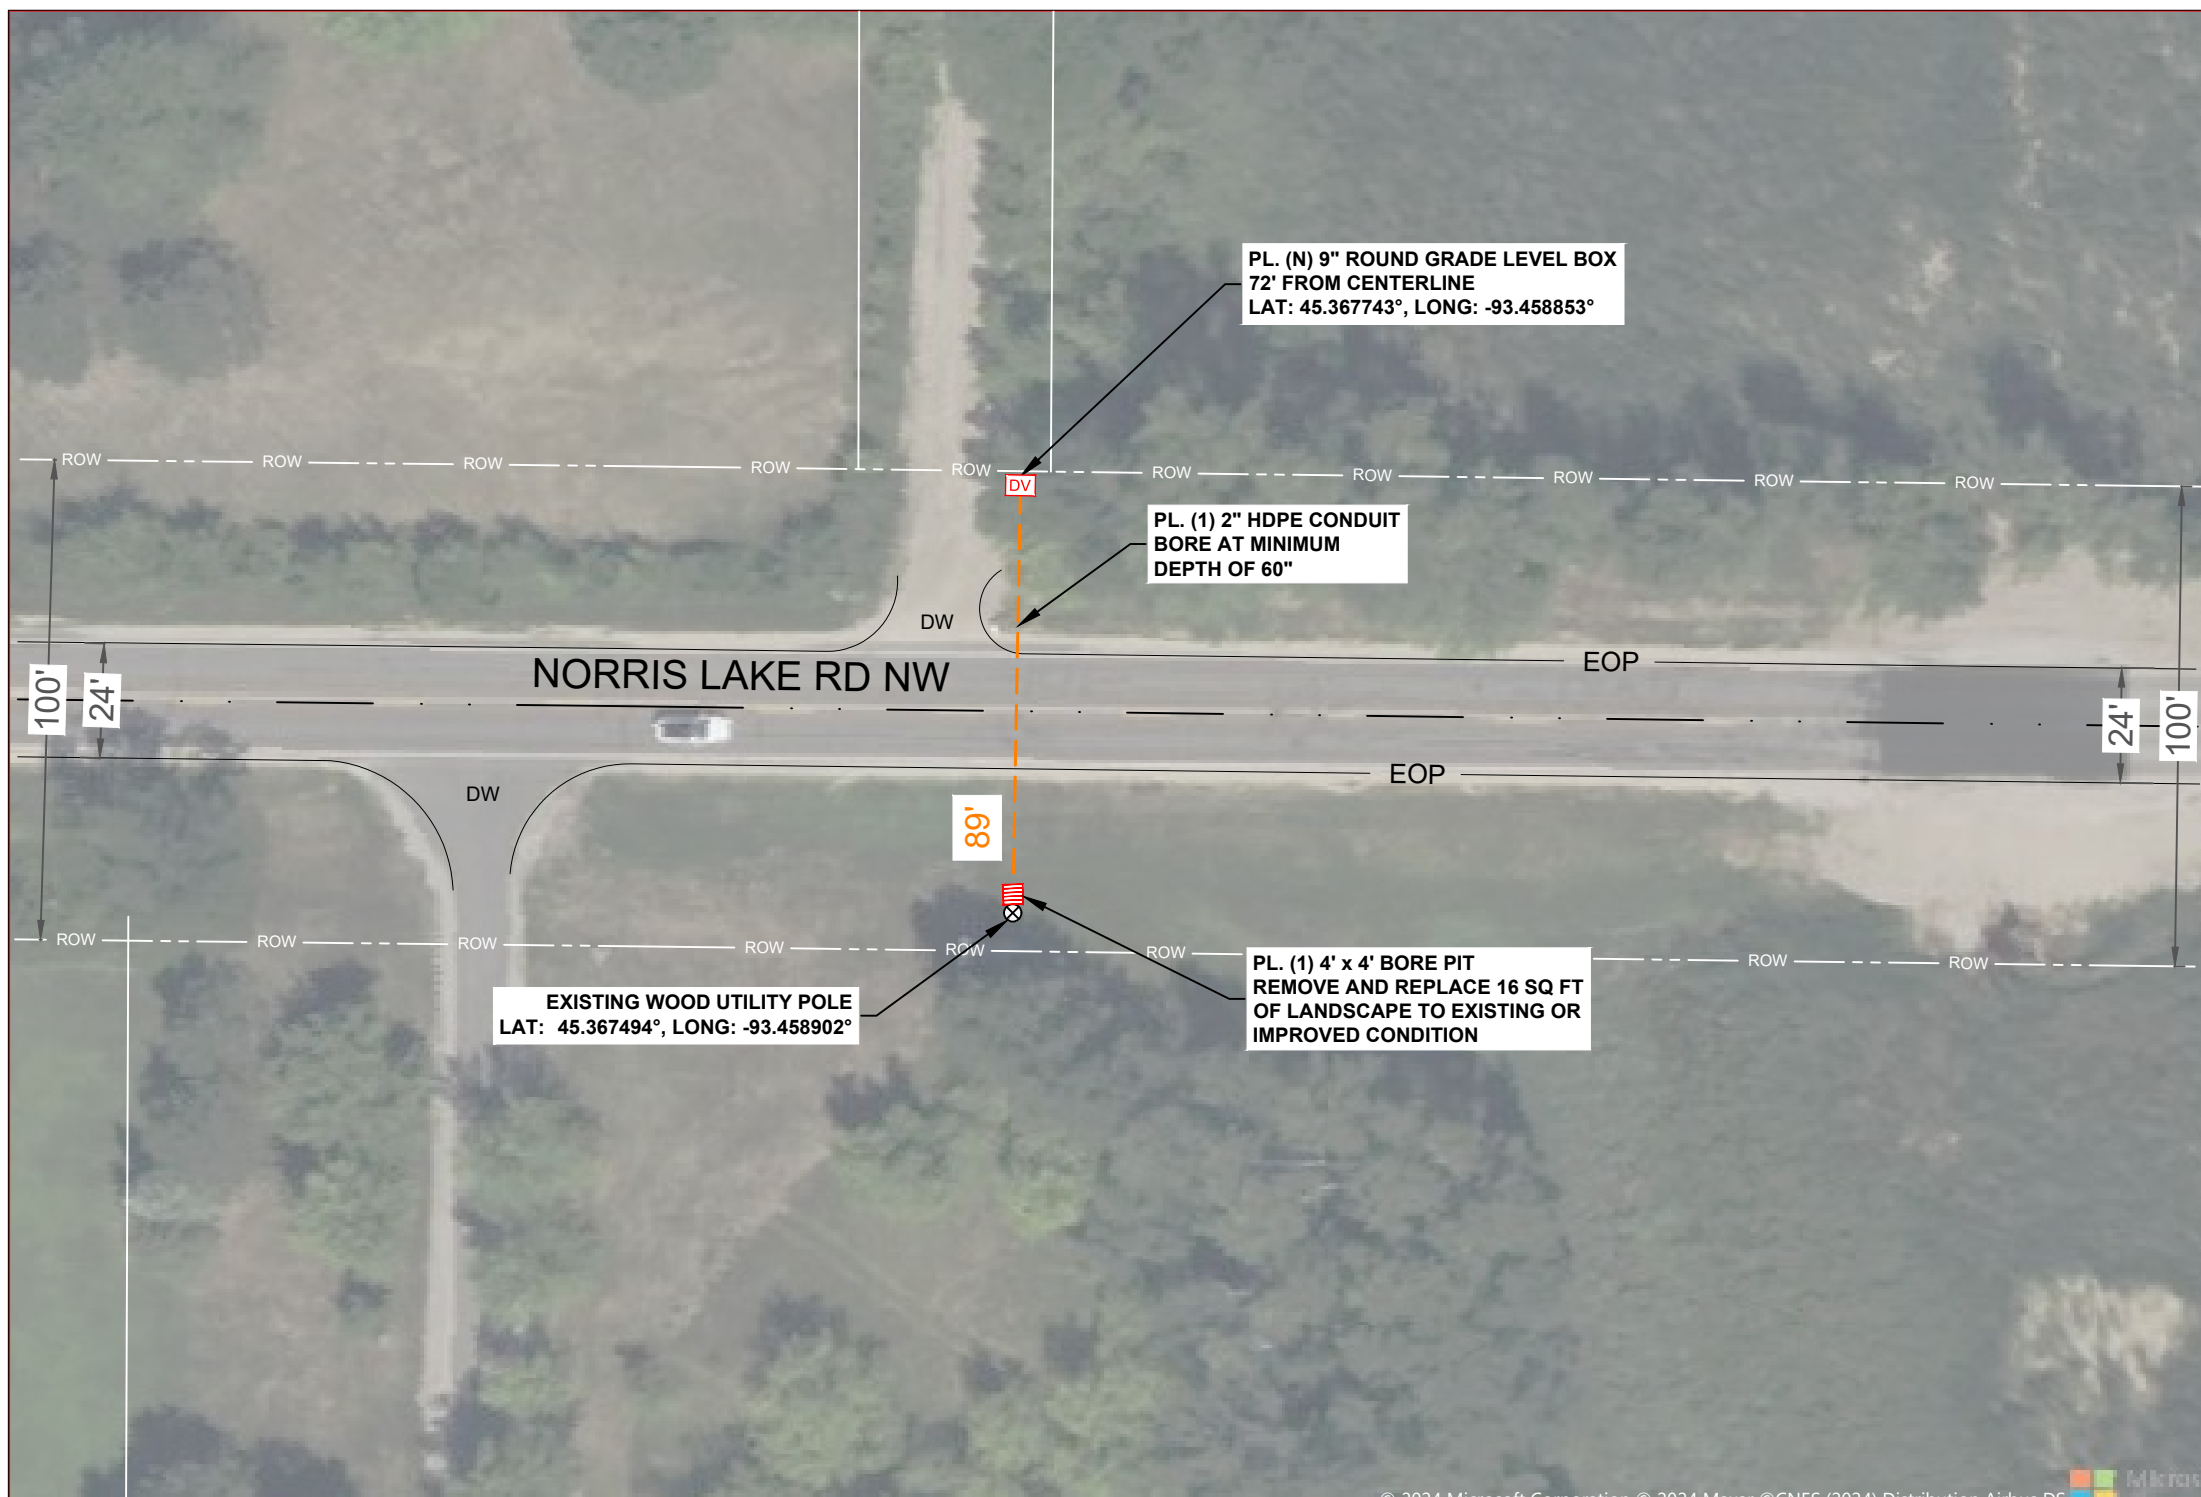 PL. (N) 9" ROUND GRADE LEVEL BOX
72' FROM CENTERLINE
LAT: 45.367743°, LONG: -93.458853°
ROW
ROW
ROW
ROW
ROW
ROW
ROW
ROW
ROW
ROW
DV
PL. (1) 2" HDPE CONDUIT
BORE AT MINIMUM
DEPTH OF 60"
DW
NORRIS LAKE RD NW
EOP
100'
24'
24'
100'
EOP
DW
89'
ROW
ROW
ROW
ROW
ROW
ROW
ROW
ROW
PL. (1) 4' x 4' BORE PIT
REMOVE AND REPLACE 16 SQ FT
OF LANDSCAPE TO EXISTING OR
IMPROVED CONDITION
EXISTING WOOD UTILITY POLE
LAT: 45.367494°, LONG: -93.458902°